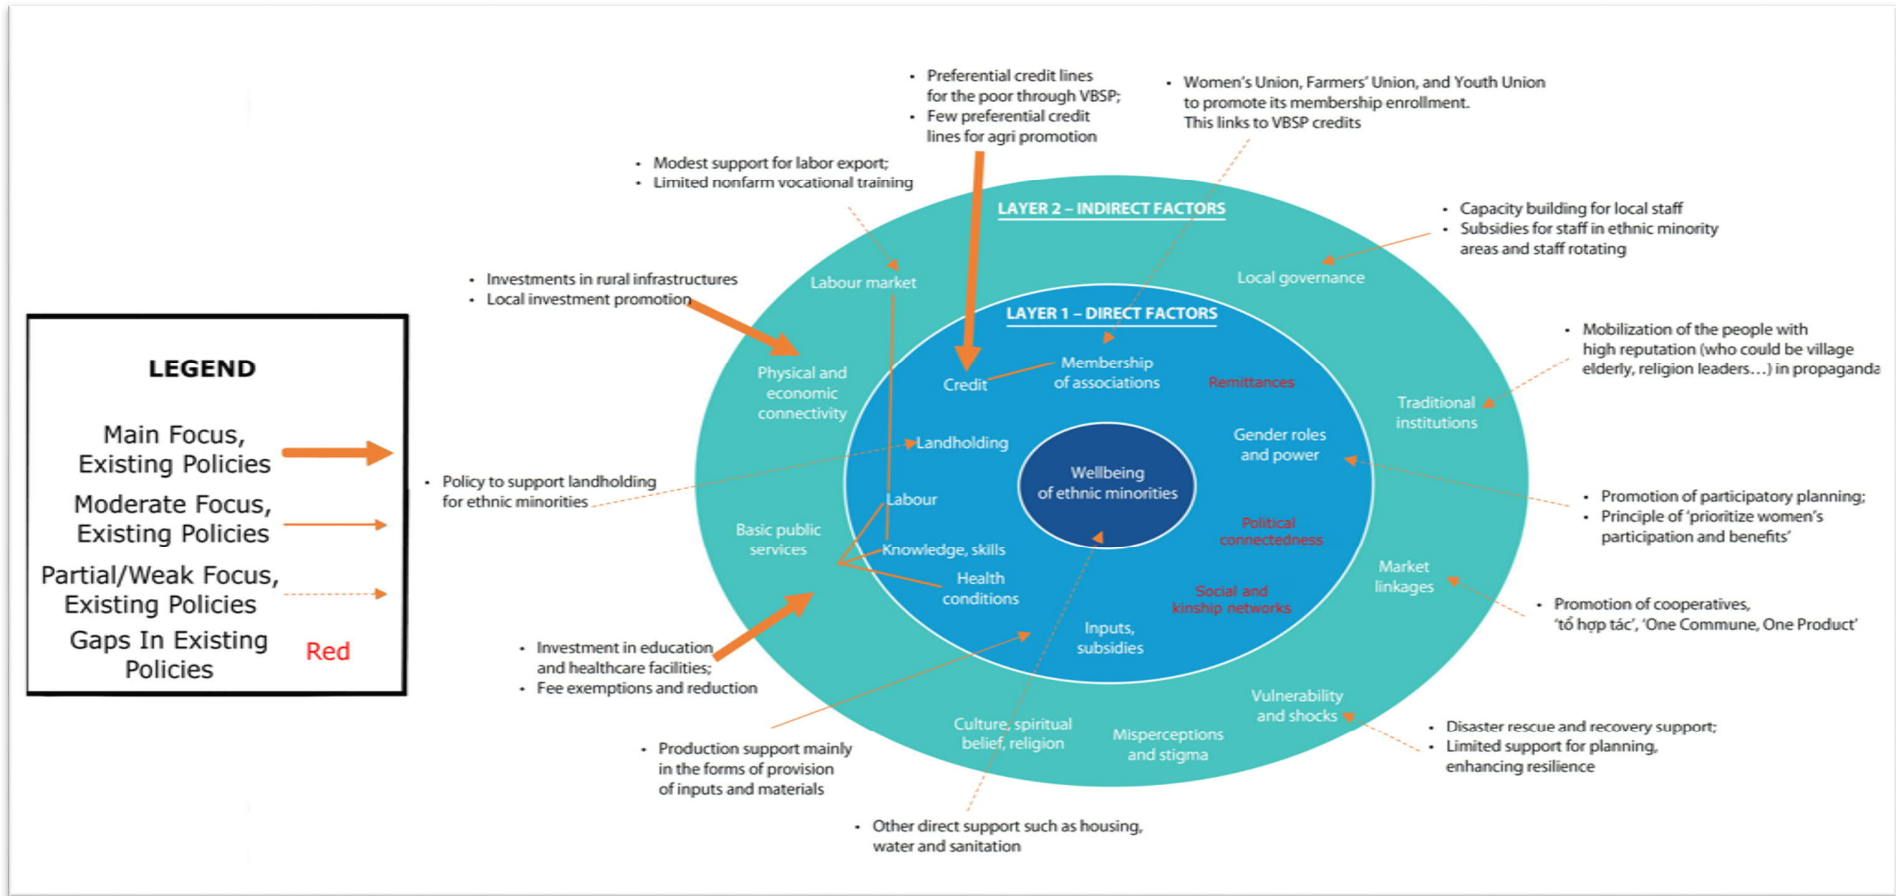 LEGEND
Main Focus,
Existing Policies
Moderate Focus,
Existing Policies
Partial/Weak Focus,
Existing Policies
Gaps In Existing
Policies
Red
• Preferential credit lines
for the poor through VBSP;
• Few preferential credit
lines for agri promotion
• Women's Union, Farmers' Union, and Youth Union
to promote its membership enrollment.
This links to VBSP credits
• Modest support for labor export;
• Limited nonfarm vocational training
• Capacity building for local staff
• Subsidies for staff in ethnic minority
areas and staff rotating
• Investments in rural infrastructures
• Local investment promotion
• Mobilization of the people with
high reputation (who could be village
elderly, religion leaders…) in propaganda
• Policy to support landholding
for ethnic minorities
• Promotion of participatory planning;
• Principle of ‘prioritize women's
participation and benefits’
• Promotion of cooperatives,
‘tổ hợp tác’, ‘One Commune, One Product’
• Investment in education
and healthcare facilities;
• Fee exemptions and reduction
• Disaster rescue and recovery support;
• Limited support for planning,
enhancing resilience
• Production support mainly
in the forms of provision
of inputs and materials
• Other direct support such as housing,
water and sanitation
LAYER 2 – INDIRECT FACTORS
Labour market
Local governance
Physical and
economic
connectivity
Traditional
institutions
Basic public
services
Market
linkages
Vulnerability
and shocks
Culture, spiritual
belief, religion
Misperceptions
and stigma
LAYER 1 – DIRECT FACTORS
Credit
Membership
of associations
Remittances
Landholding
Gender roles
and power
Labour
Political
connectedness
Knowledge, skills
Health
conditions
Social and
kinship networks
Inputs,
subsidies
Wellbeing
of ethnic minorities